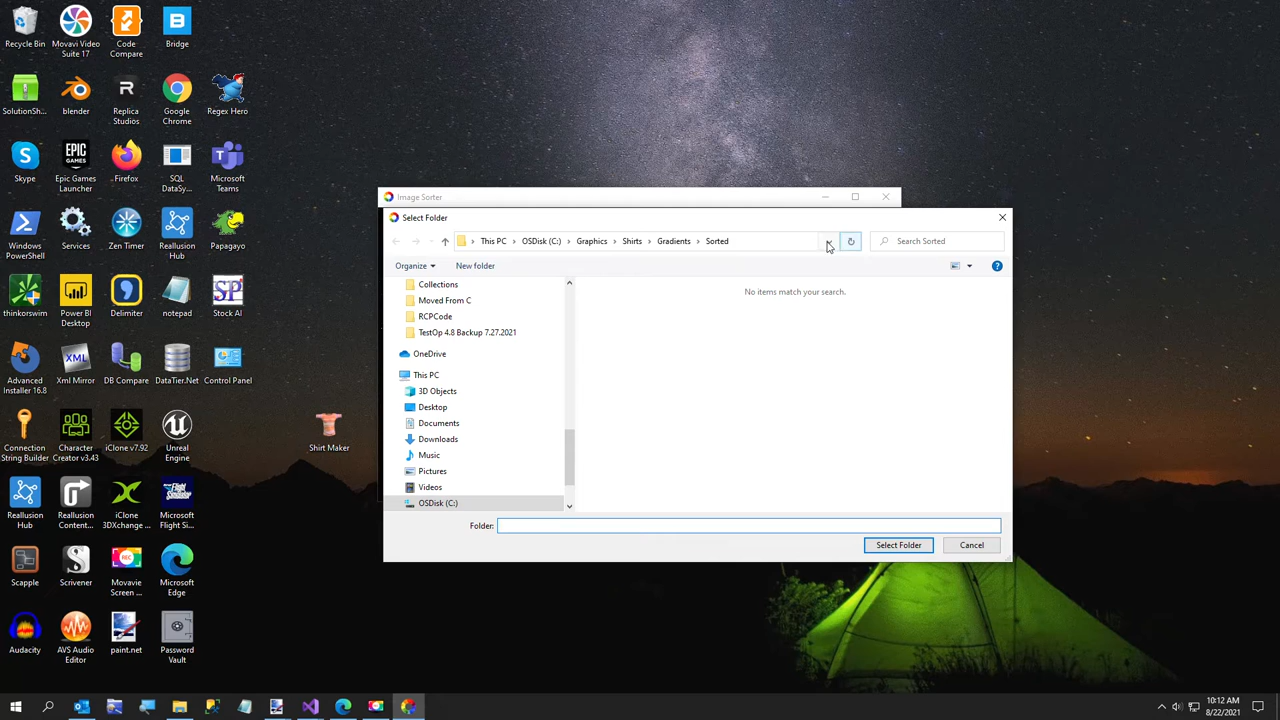 Recycle Bin
Movavi Video
Suite 17
Code
Compare
Bridge
SolutionSh...
blender
Replica
Studios
Google
Chrome
Regex Hero
Skype
Epic Games
Launcher
Firefox
SQL
DataSy...
Microsoft
Teams
Windows
PowerShell
Services
Zen Timer
Reallusion
Hub
Papagayo
thinkorswim
Power BI
Desktop
Delimiter
notepad
Stock AI
Advanced
Installer 16.8
Xml Mirror
DB Compare
DataTier.Net
Control Panel
Connection
String Builder
Character
Creator v3.43
iClone v7.92
Unreal
Engine
Shirt Maker
Reallusion
Hub
Reallusion
Content...
iClone
3DXchange ...
Microsoft
Flight Si...
Scapple
Scrivener
Movavie
Screen ...
Microsoft
Edge
Audacity
AVS Audio
Editor
paint.net
Password
Vault
Image Sorter
Select Folder
This PC > OSDisk (C:) > Graphics > Shirts > Gradients > Sorted
Search Sorted
Organize
New folder
Collections
Moved From C
RCPCode
TestOp 4.8 Backup 7.27.2021
OneDrive
This PC
3D Objects
Desktop
Documents
Downloads
Music
Pictures
Videos
OSDisk (C:)
No items match your search.
Folder:
Select Folder
Cancel
10:12 AM
8/22/2021